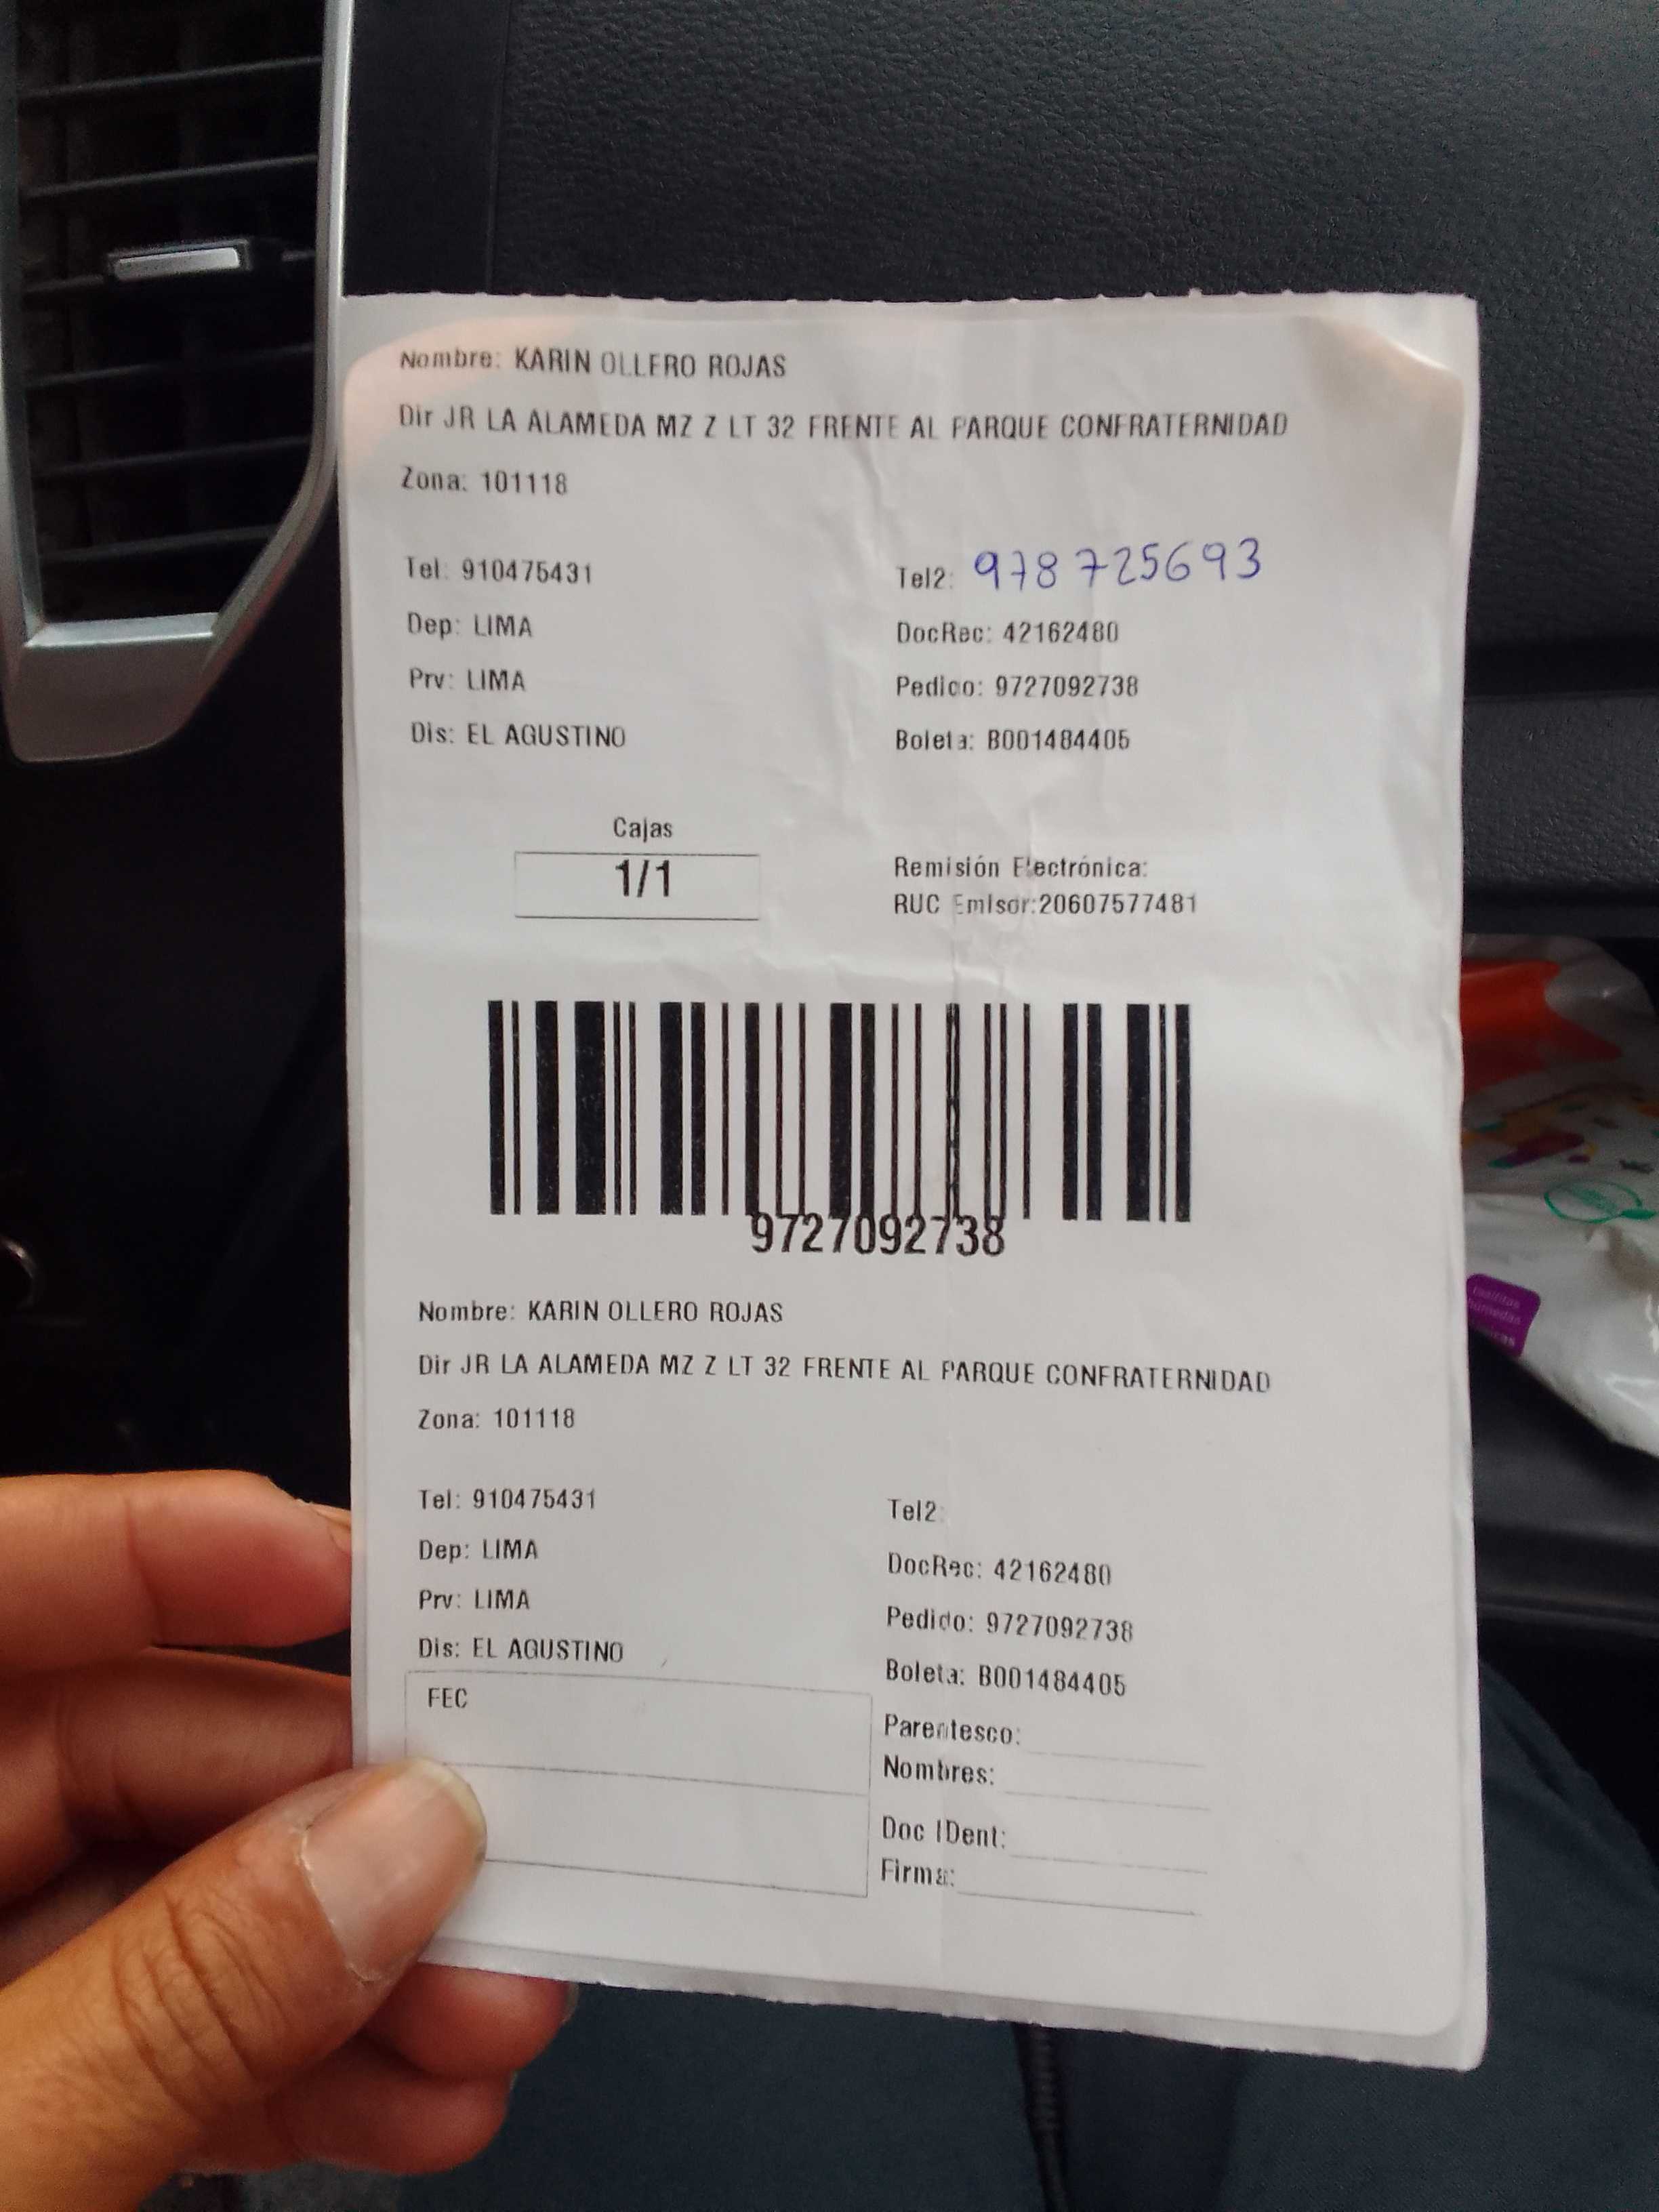 Nombre: KARIN OLLERO ROJAS
Dir JR LA ALAMEDA MZ Z LT 32 FRENTE AL PARQUE CONFRATERNIDAD
Zona: 101118
Tel: 910475431
Tel2: 978725693
Dep: LIMA
DocRec: 42162480
Prv: LIMA
Pedido: 9727092738
Dis: EL AGUSTINO
Boleta: B001484405
Cajas
1/1
Remisión Electrónica:
RUC Emisor:20607577481
9727092738
Nombre: KARIN OLLERO ROJAS
Dir JR LA ALAMEDA MZ Z LT 32 FRENTE AL PARQUE CONFRATERNIDAD
Zona: 101118
Tel: 910475431
Tel2:
Dep: LIMA
DocRec: 42162480
Prv: LIMA
Pedido: 9727092738
Dis: EL AGUSTINO
Boleta: B001484405
FEC
Parentesco:
Nombres:
Doc IDent:
Firma: